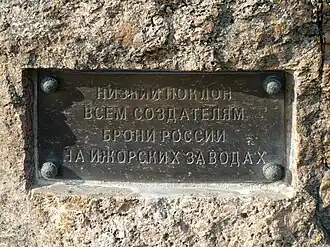 НИЗКИЙ ПОКЛОН
ВСЕМ СОЗДАТЕЛЯМ
БРОНИ РОССИИ
НА ИЖОРСКИХ ЗАВОДАХ